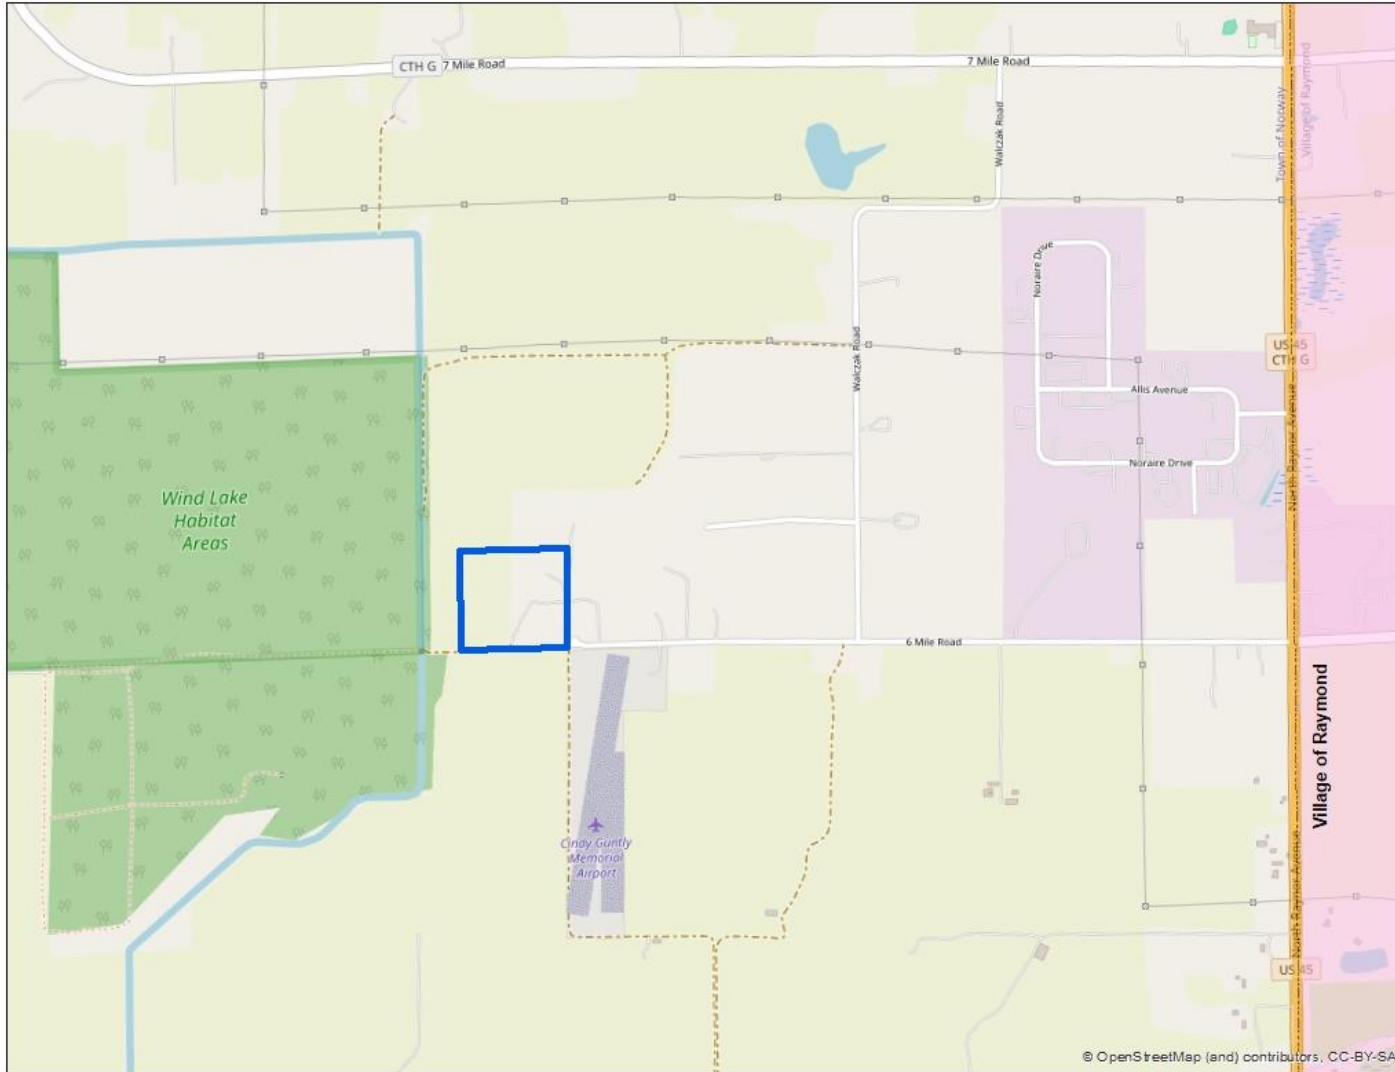 CTH G
7 Mile Road
7 Mile Road
Walczak Road
Town of Norway
Village of Raymond
Noraire Drive
Walczak Road
US 45
CTH G
Allis Avenue
North Raynor Avenue
Noraire Drive
Wind Lake
Habitat
Areas
6 Mile Road
Village of Raymond
Cindy Guntly
Memorial
Airport
North Raynor Avenue
US 45
© OpenStreetMap (and) contributors, CC-BY-SA